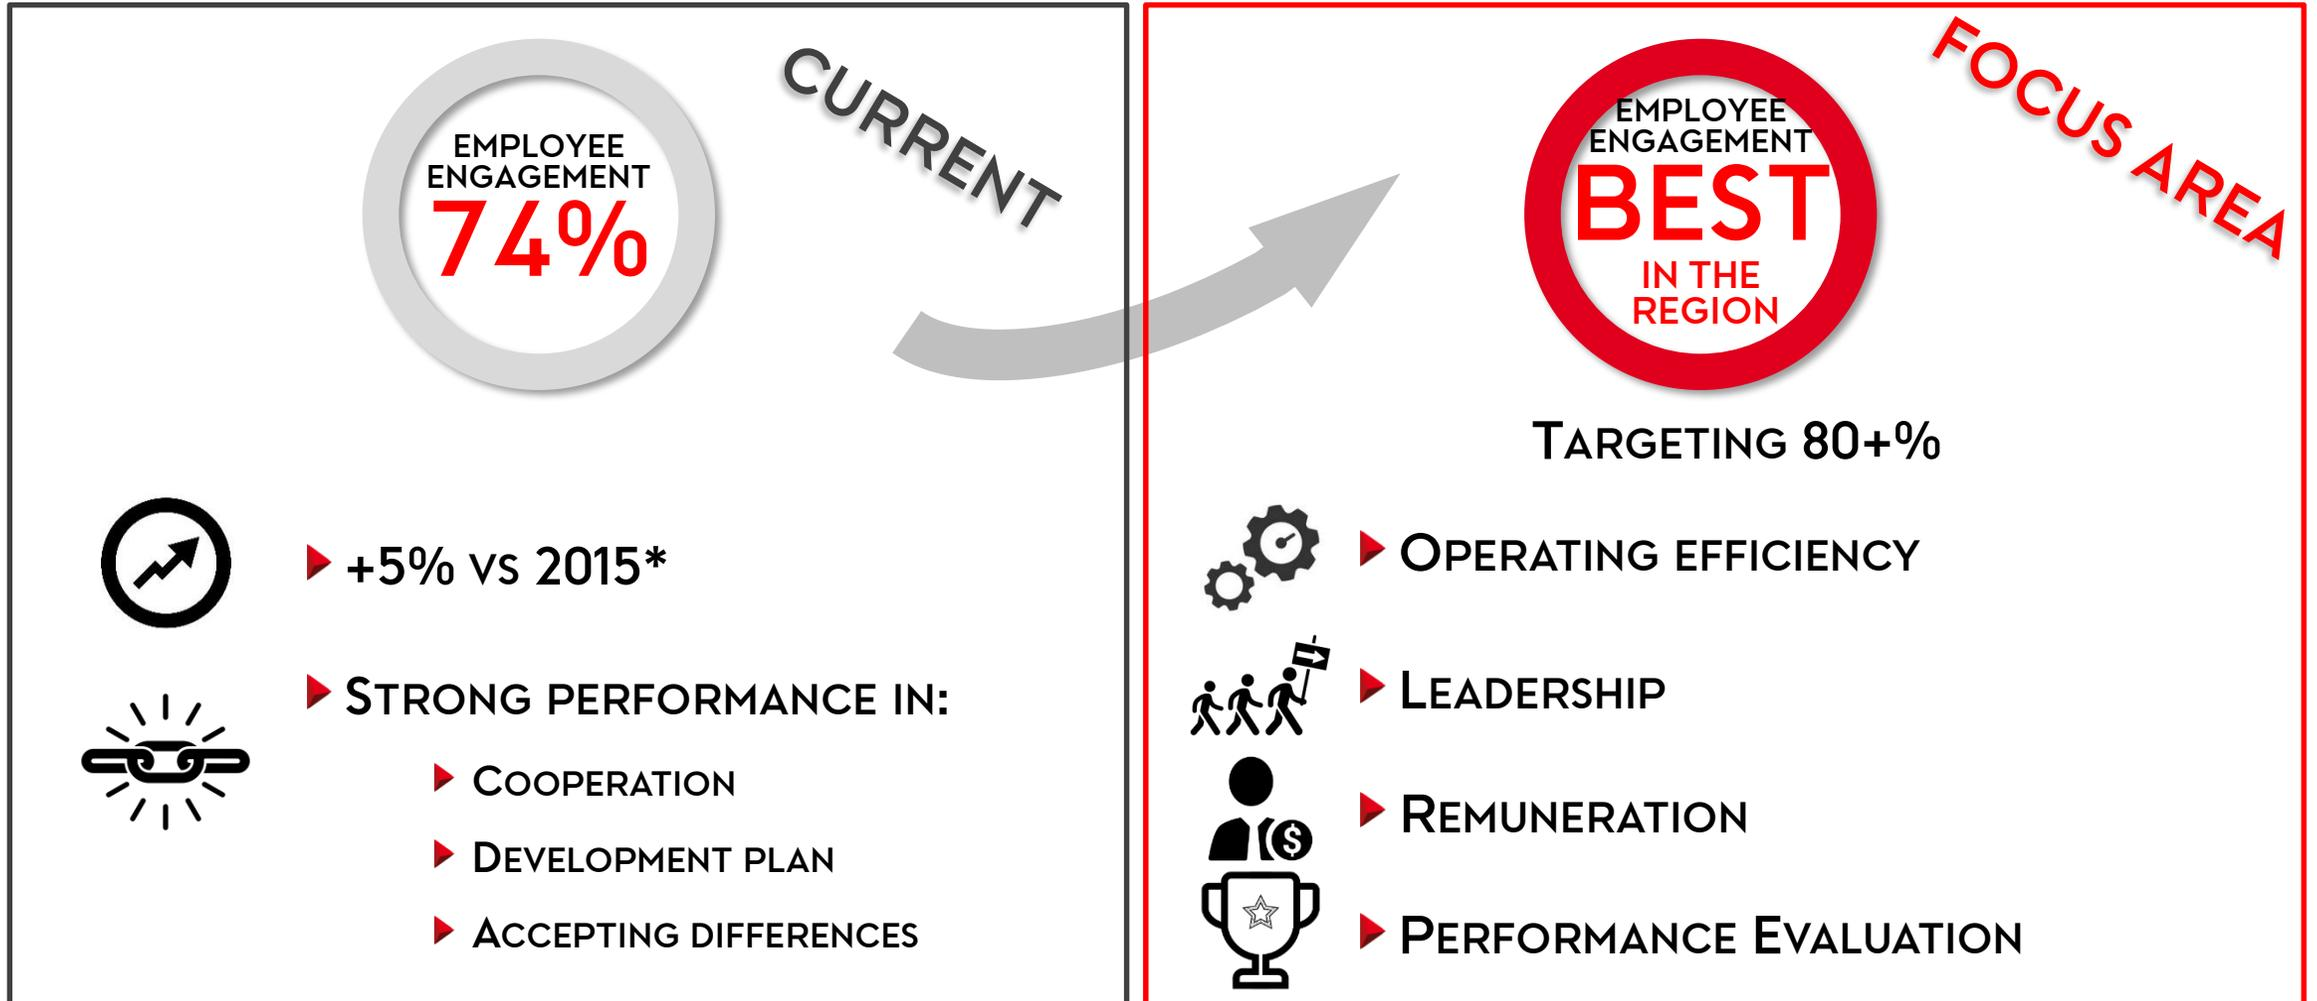 CURRENT
EMPLOYEE
ENGAGEMENT
74%
+5% VS 2015*
STRONG PERFORMANCE IN:
COOPERATION
DEVELOPMENT PLAN
ACCEPTING DIFFERENCES
FOCUS AREA
EMPLOYEE
ENGAGEMENT
BEST
IN THE
REGION
TARGETING 80+%
OPERATING EFFICIENCY
LEADERSHIP
REMUNERATION
$
PERFORMANCE EVALUATION